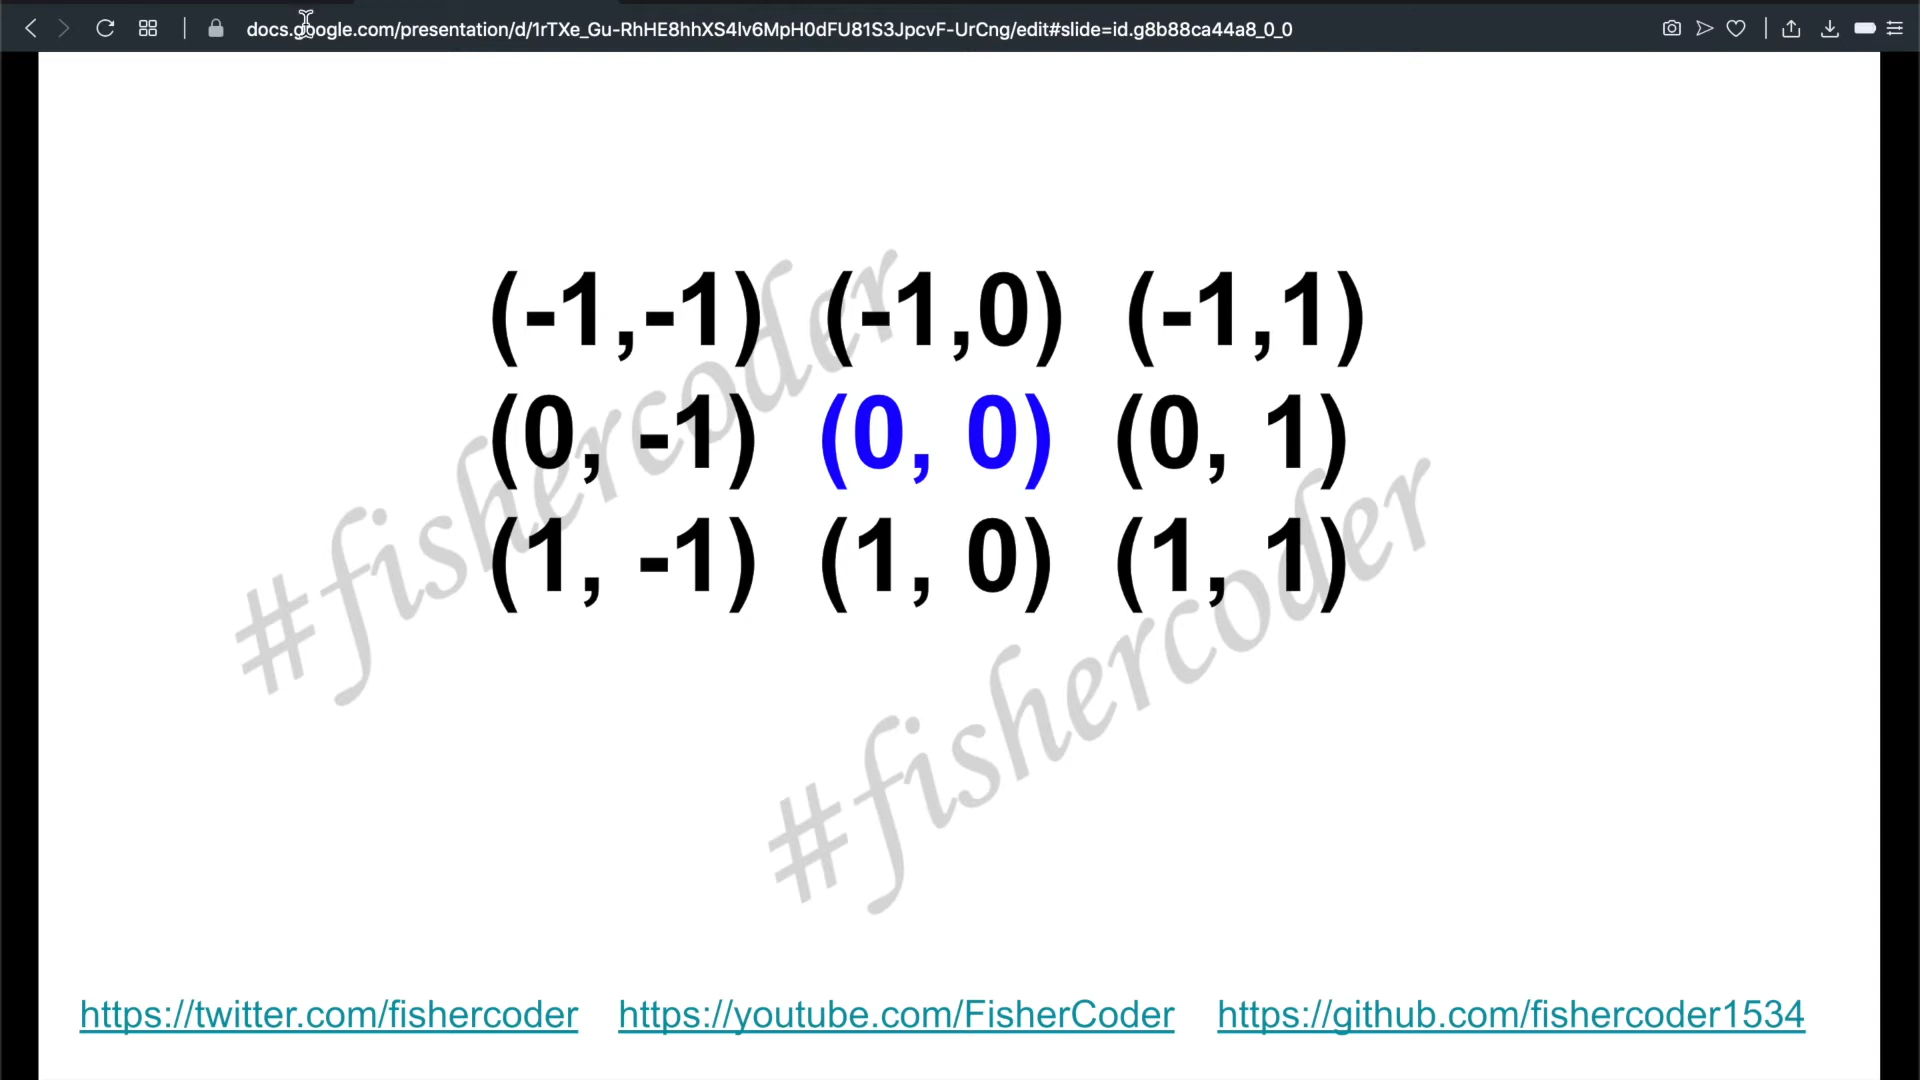 docs.google.com/presentation/d/1rTXe_Gu-RhHE8hhXS4lv6MpH0dFU81S3JpcvF-UrCng/edit#slide=id.g8b88ca44a8_0_0
(-1,-1) (-1,0) (-1,1)
(0, -1) (0, 0) (0, 1)
(1, -1) (1, 0) (1, 1)
#fishercoder
#fishercoder
https://twitter.com/fishercoder https://youtube.com/FisherCoder https://github.com/fishercoder1534